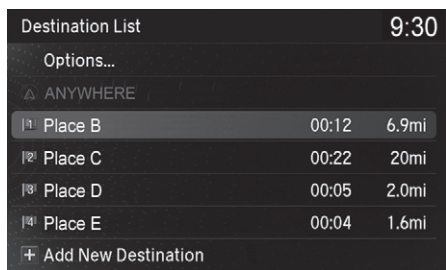 Destination List 9:30
Options...
ANYWHERE
1 Place B 00:12 6.9mi
2 Place C 00:22 20mi
3 Place D 00:05 2.0mi
4 Place E 00:04 1.6mi
+ Add New Destination